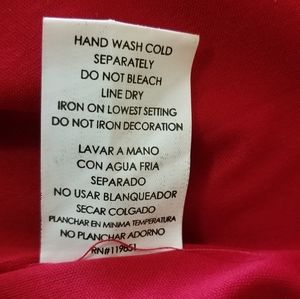 HAND WASH COLD
SEPARATELY
DO NOT BLEACH
LINE DRY
IRON ON LOWEST SETTING
DO NOT IRON DECORATION
LAVAR A MANO
CON AGUA FRIA
SEPARADO
NO USAR BLANQUEADOR
SECAR COLGADO
PLANCHAR EN MINIMA TEMPERATURA
NO PLANCHAR ADORNO
RN#119851